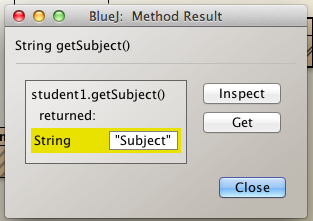 BlueJ: Method Result
String getSubject()
student1.getSubject()
returned:
String "Subject"
Inspect
Get
Close